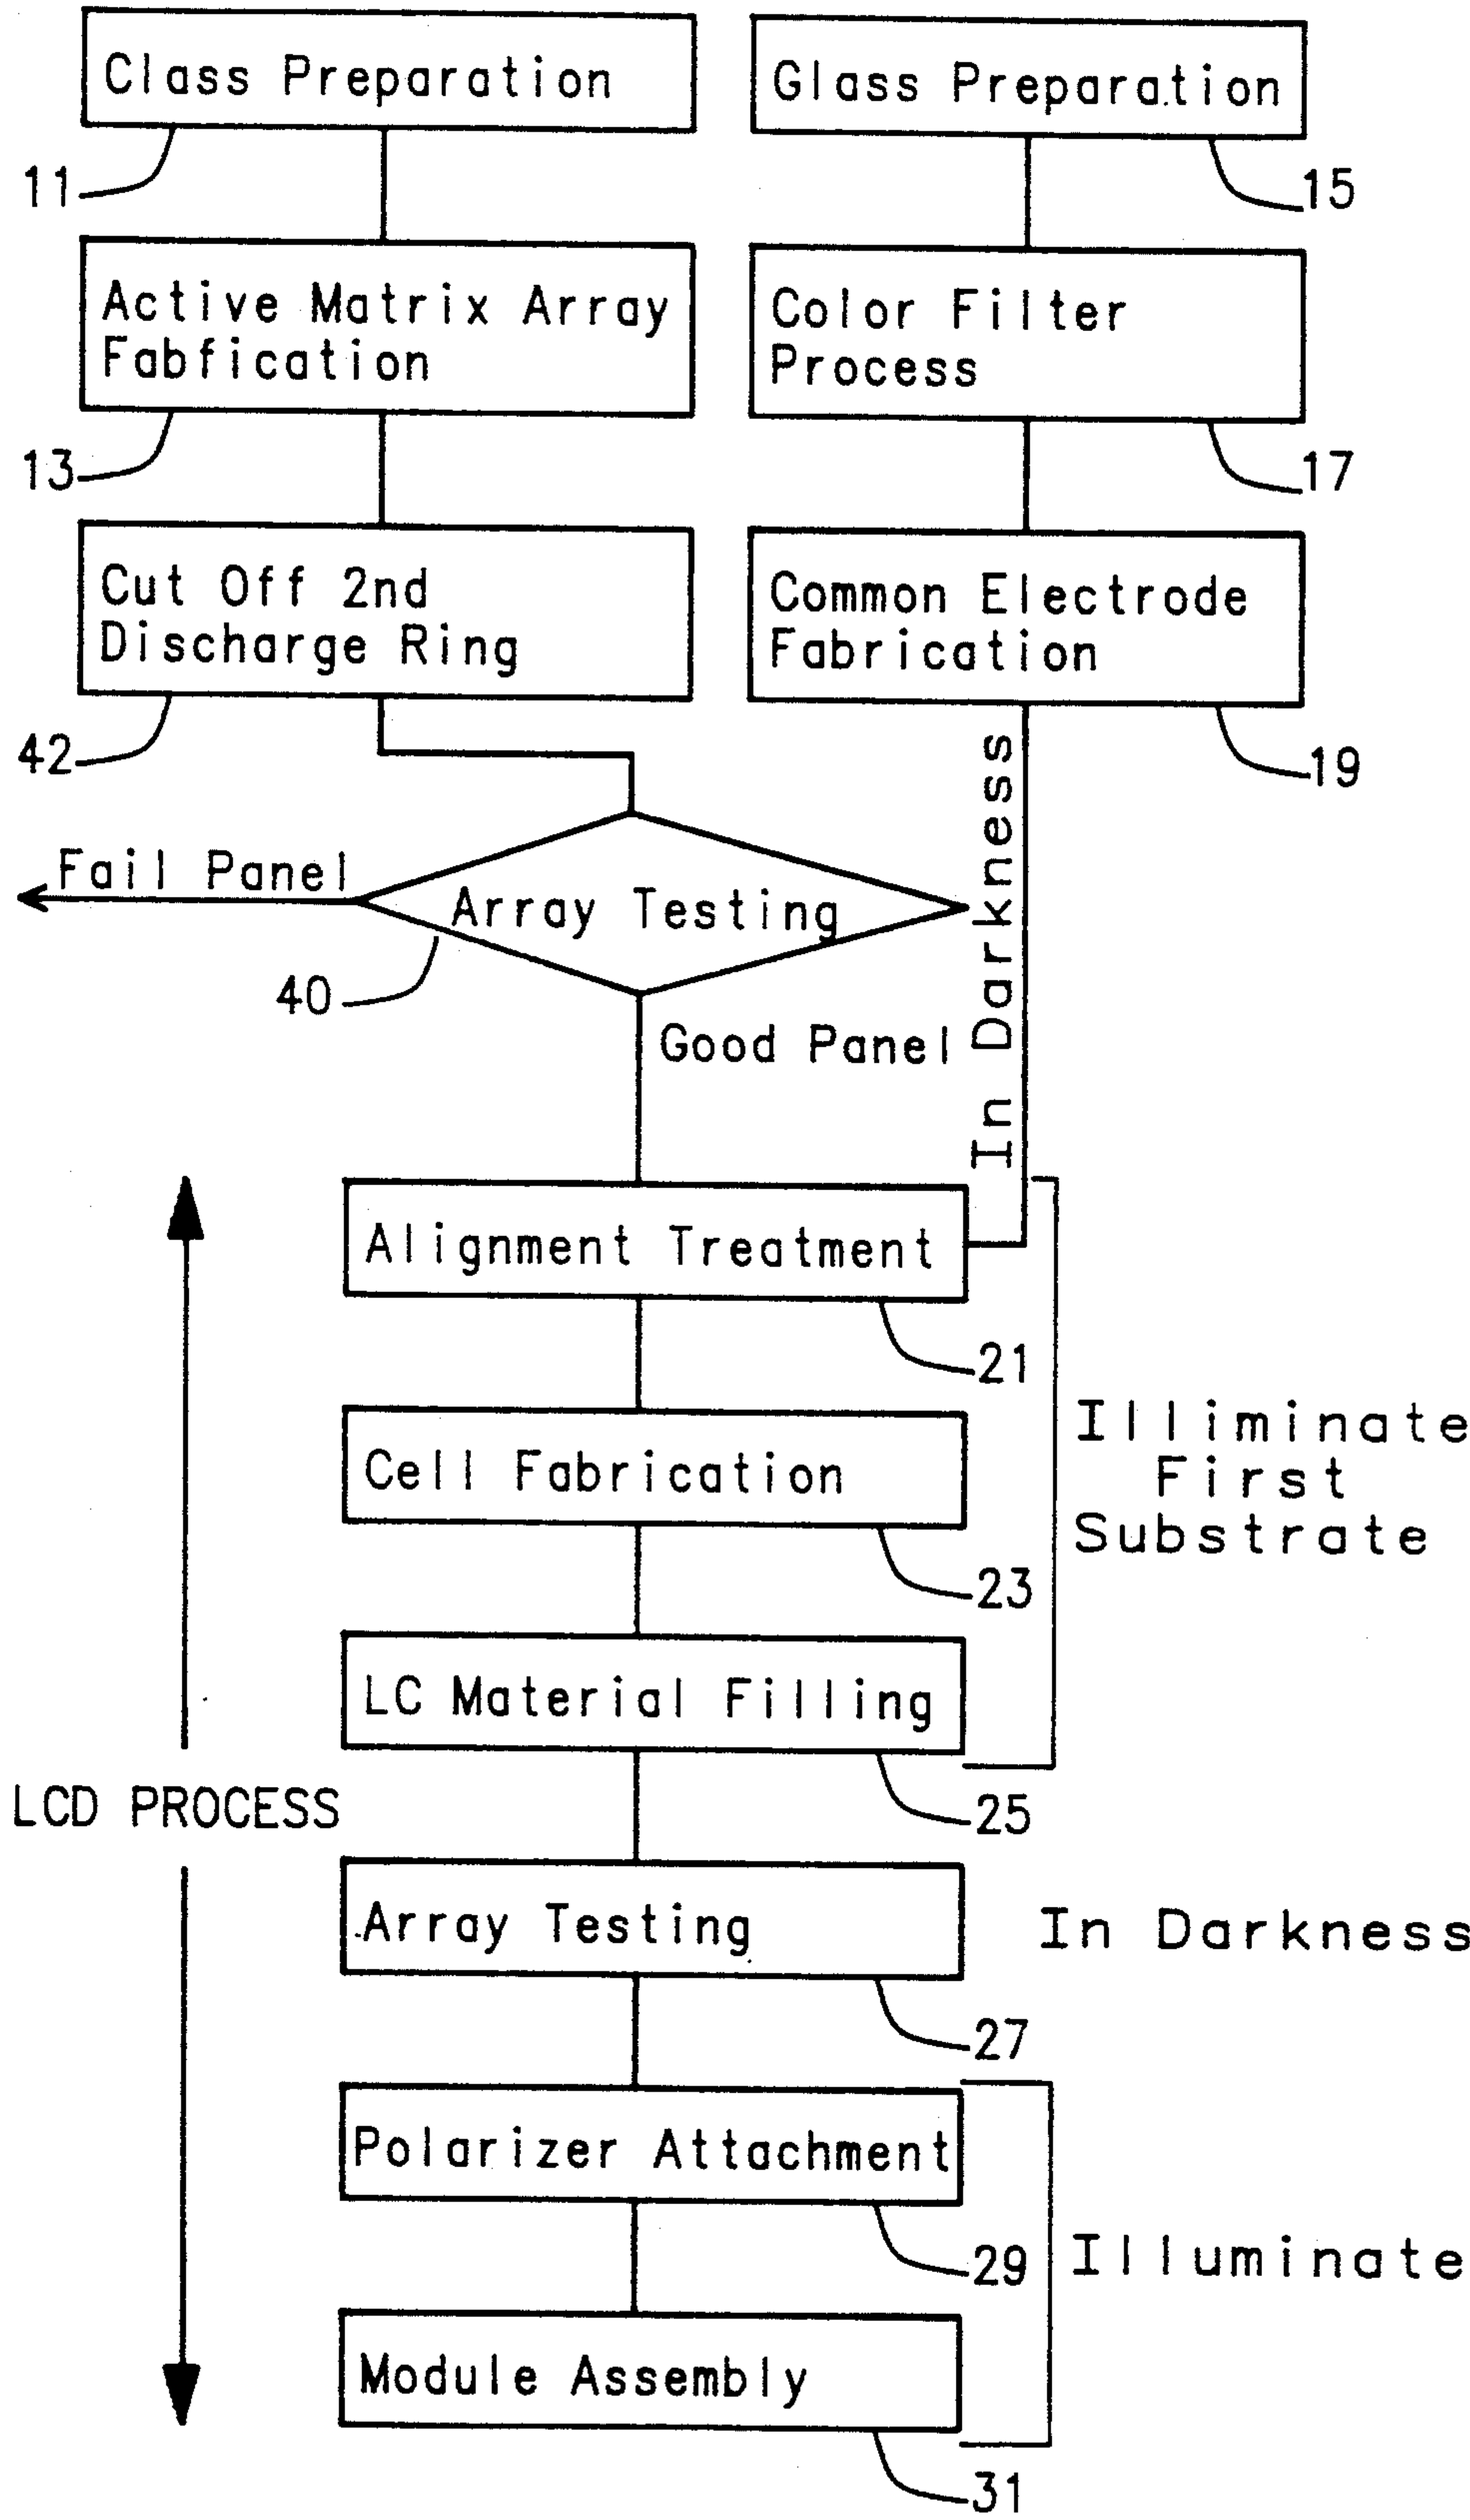 Class Preparation
Glass Preparation
11
15
Active Matrix Array
Fabfication
Color Filter
Process
13
17
Cut Off 2nd
Discharge Ring
Common Electrode
Fabrication
42
19
In Darkness
Fail Panel
Array Testing
40
Good Panel
Alignment Treatment
21
Cell Fabrication
Illiminate
First
Substrate
23
LC Material Filling
25
LCD PROCESS
Array Testing
In Darkness
27
Polarizer Attachment
29
Illuminate
Module Assembly
31